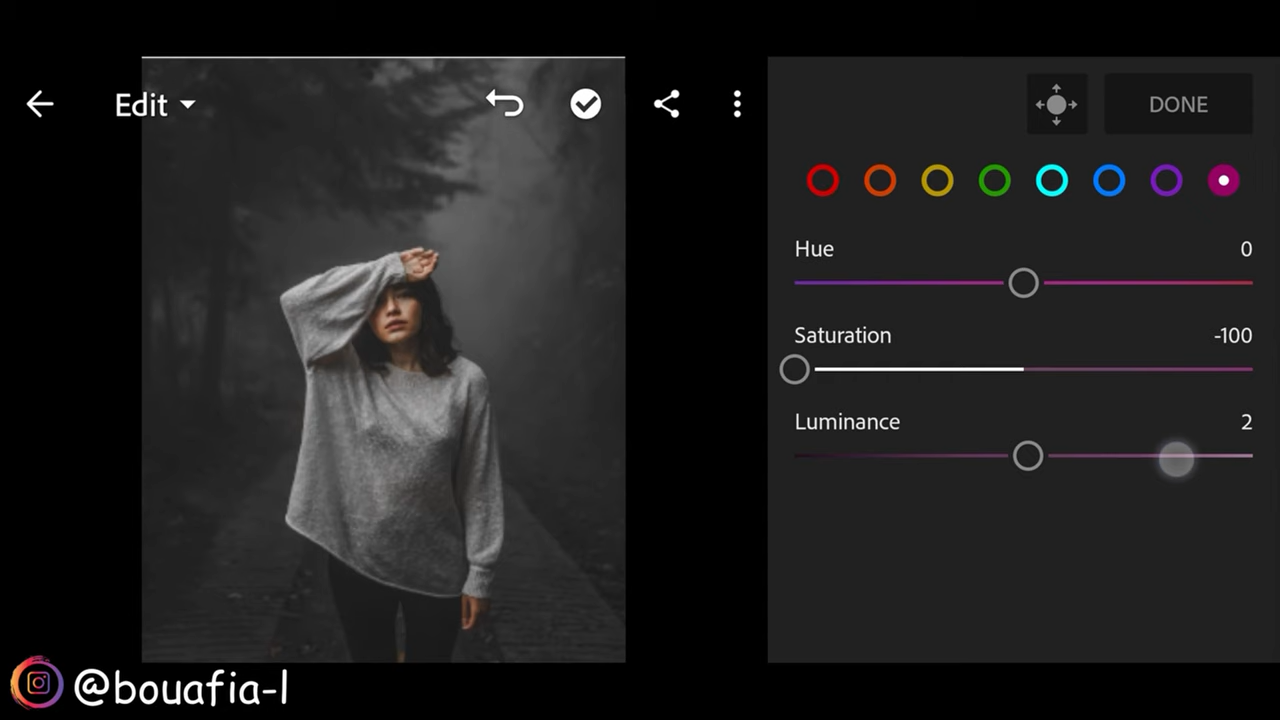 Edit
DONE
Hue 0
Saturation -100
Luminance 2
@bouafia-l